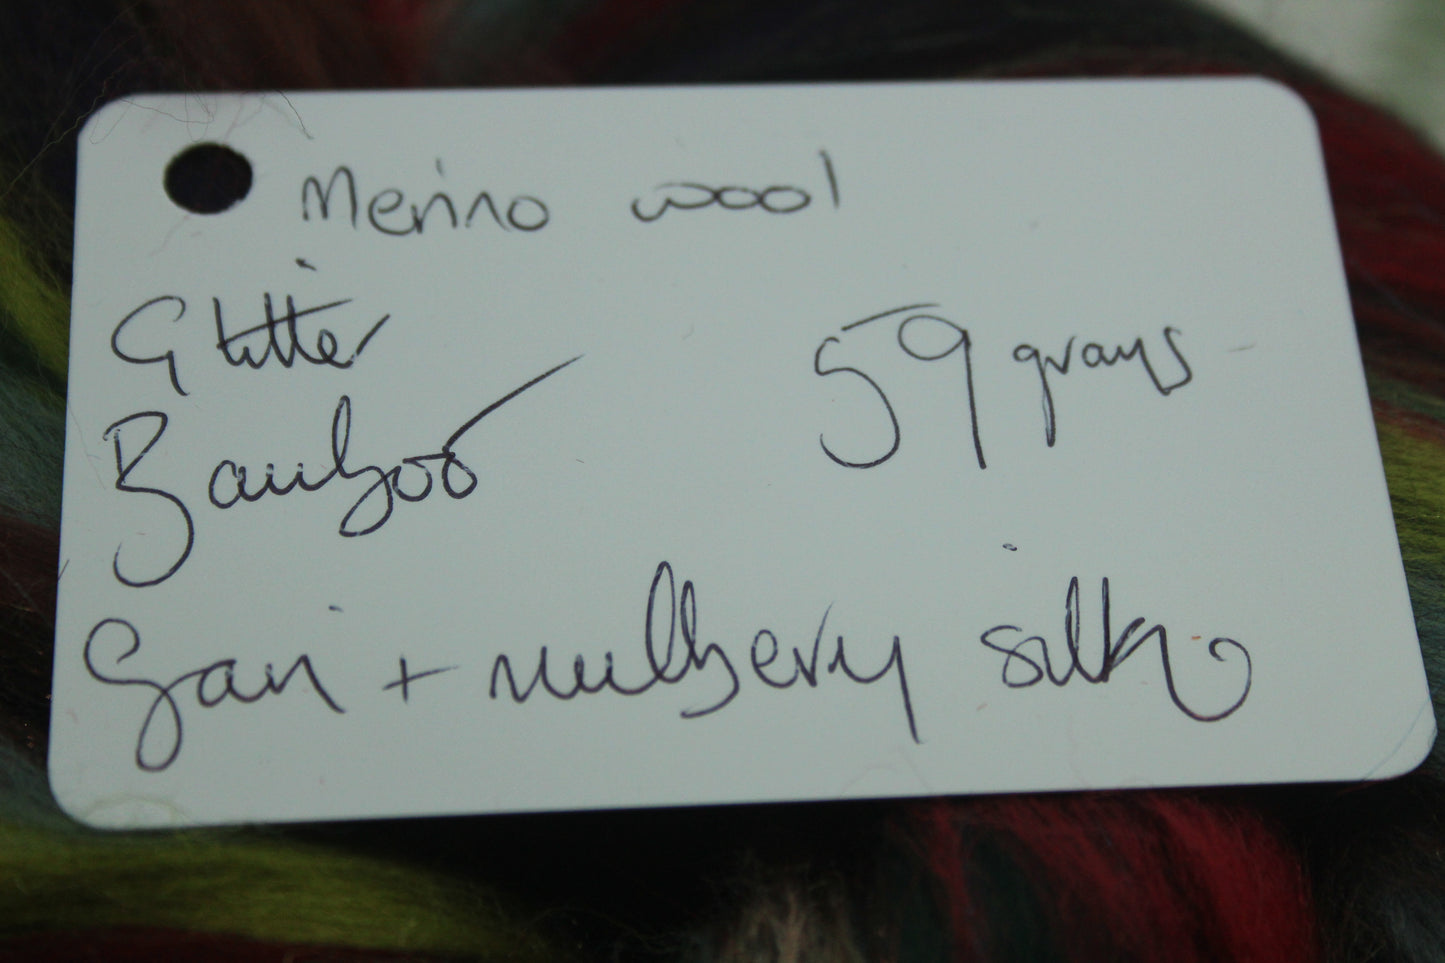 Merino wool
Glitter
59 grams
Bamboo
Sari + mulberry silk